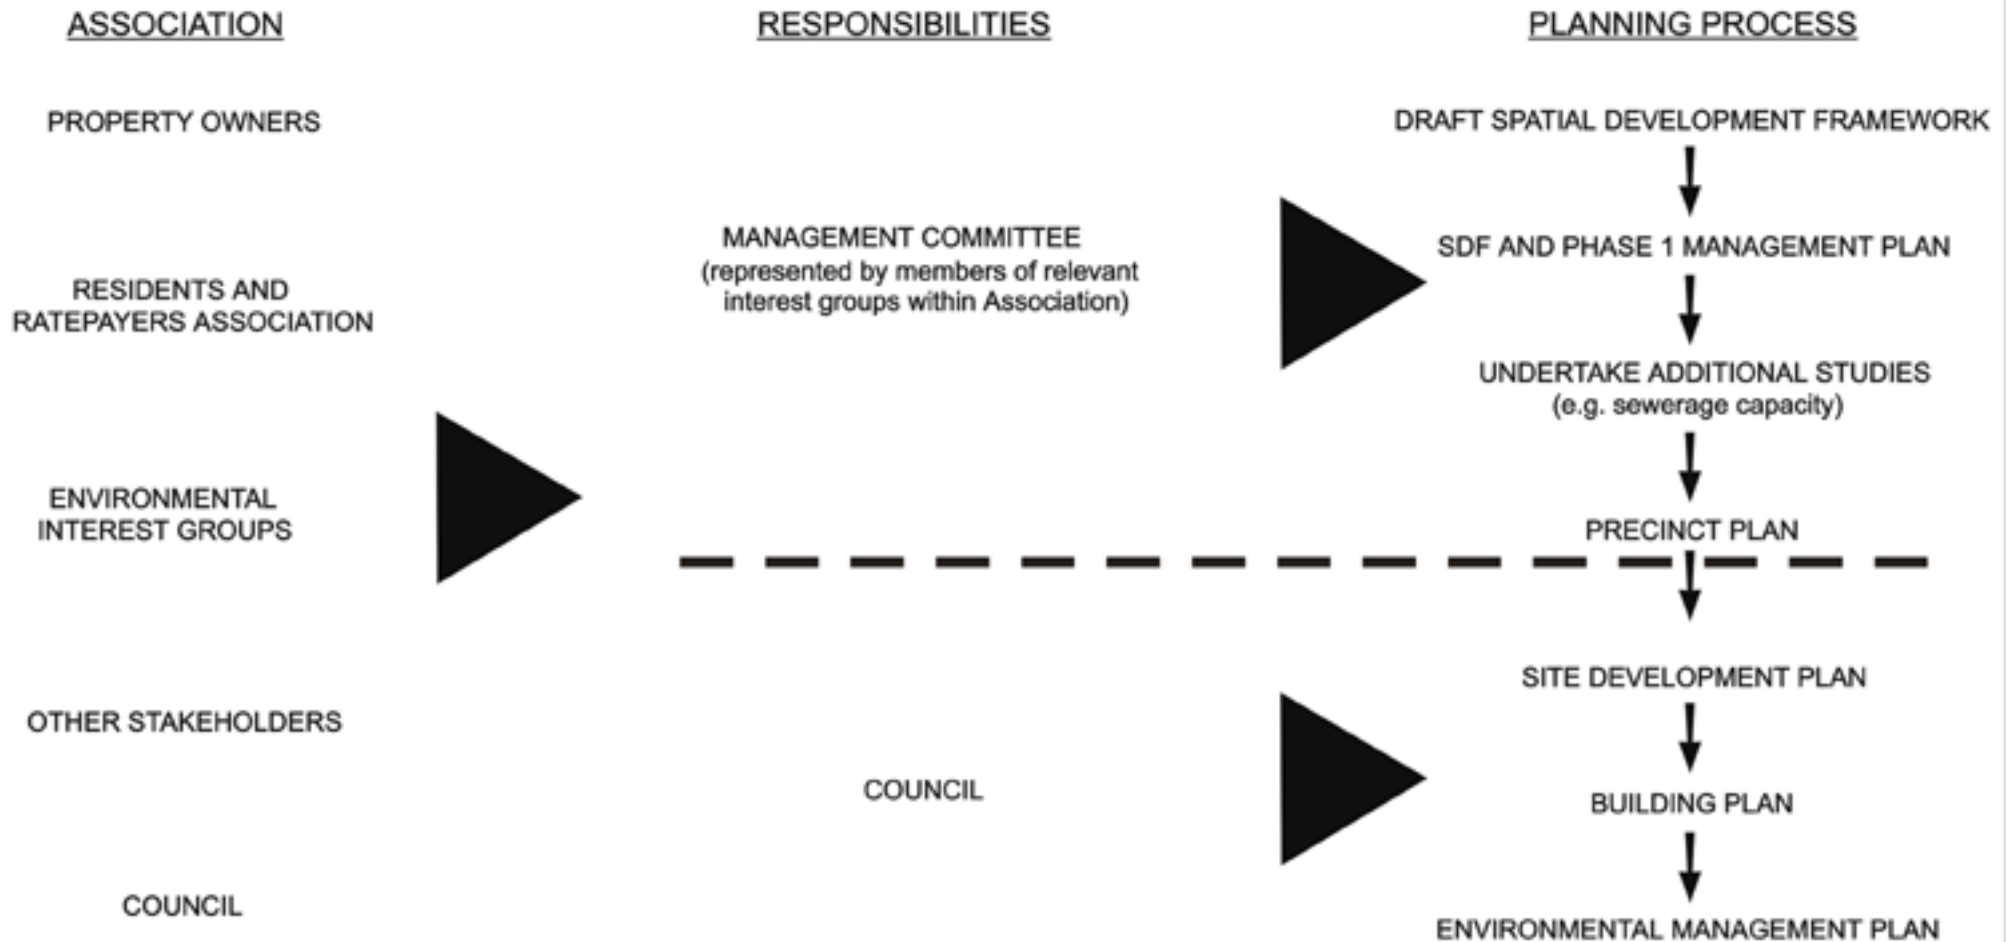 ASSOCIATION
PROPERTY OWNERS
RESIDENTS AND
RATEPAYERS ASSOCIATION
ENVIRONMENTAL
INTEREST GROUPS
OTHER STAKEHOLDERS
COUNCIL
RESPONSIBILITIES
MANAGEMENT COMMITTEE
(represented by members of relevant
interest groups within Association)
COUNCIL
PLANNING PROCESS
DRAFT SPATIAL DEVELOPMENT FRAMEWORK
SDF AND PHASE 1 MANAGEMENT PLAN
UNDERTAKE ADDITIONAL STUDIES
(e.g. sewerage capacity)
PRECINCT PLAN
SITE DEVELOPMENT PLAN
BUILDING PLAN
ENVIRONMENTAL MANAGEMENT PLAN